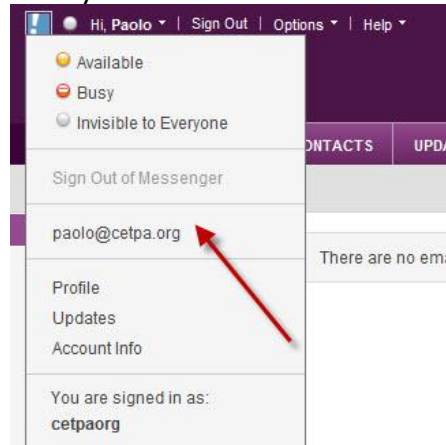 ! Hi, Paolo | Sign Out | Options | Help
Available
Busy
Invisible to Everyone
ONTACTS UPDA
Sign Out of Messenger
paolo@cetpa.org
There are no ema
Profile
Updates
Account Info
You are signed in as:
cetpaorg